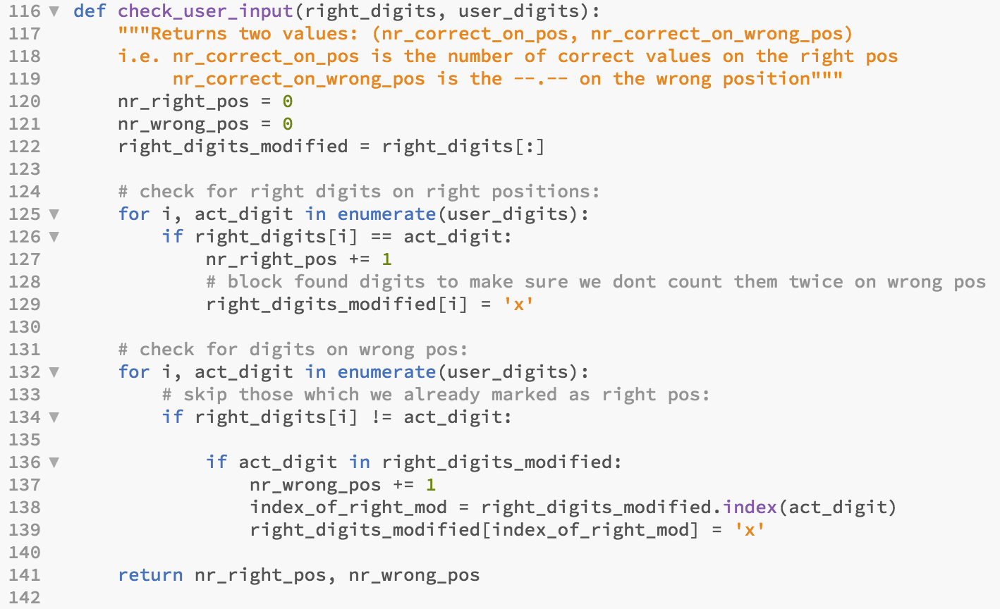 116 ▼ def check_user_input(right_digits, user_digits):
117       """Returns two values: (nr_correct_on_pos, nr_correct_on_wrong_pos)
118       i.e. nr_correct_on_pos is the number of correct values on the right pos
119            nr_correct_on_wrong_pos is the --.-- on the wrong position"""
120       nr_right_pos = 0
121       nr_wrong_pos = 0
122       right_digits_modified = right_digits[:]
123
124       # check for right digits on right positions:
125 ▼     for i, act_digit in enumerate(user_digits):
126 ▼         if right_digits[i] == act_digit:
127               nr_right_pos += 1
128               # block found digits to make sure we dont count them twice on wrong pos
129               right_digits_modified[i] = 'x'
130
131       # check for digits on wrong pos:
132 ▼     for i, act_digit in enumerate(user_digits):
133           # skip those which we already marked as right pos:
134 ▼         if right_digits[i] != act_digit:
135
136 ▼             if act_digit in right_digits_modified:
137                   nr_wrong_pos += 1
138                   index_of_right_mod = right_digits_modified.index(act_digit)
139                   right_digits_modified[index_of_right_mod] = 'x'
140
141       return nr_right_pos, nr_wrong_pos
142